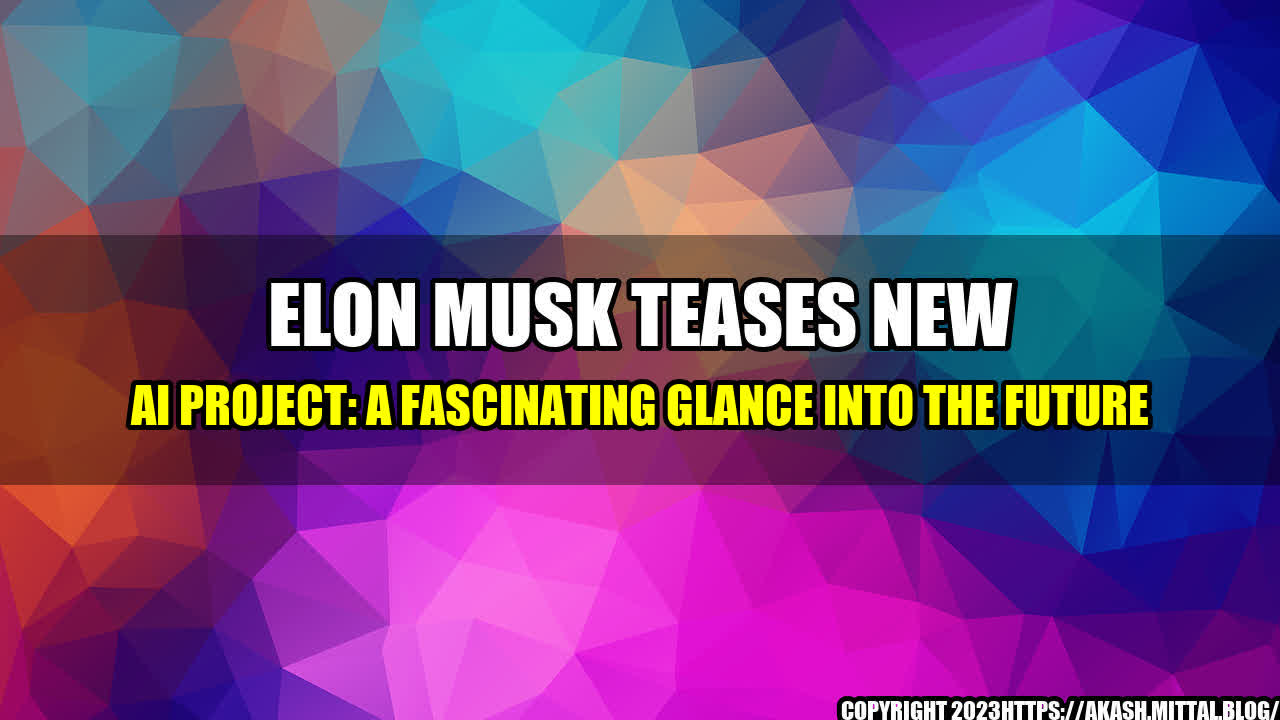 ELON MUSK TEASES NEW
AI PROJECT: A FASCINATING GLANCE INTO THE FUTURE
COPYRIGHT 2023HTTPS://AKASH.MITTAL.BLOG/